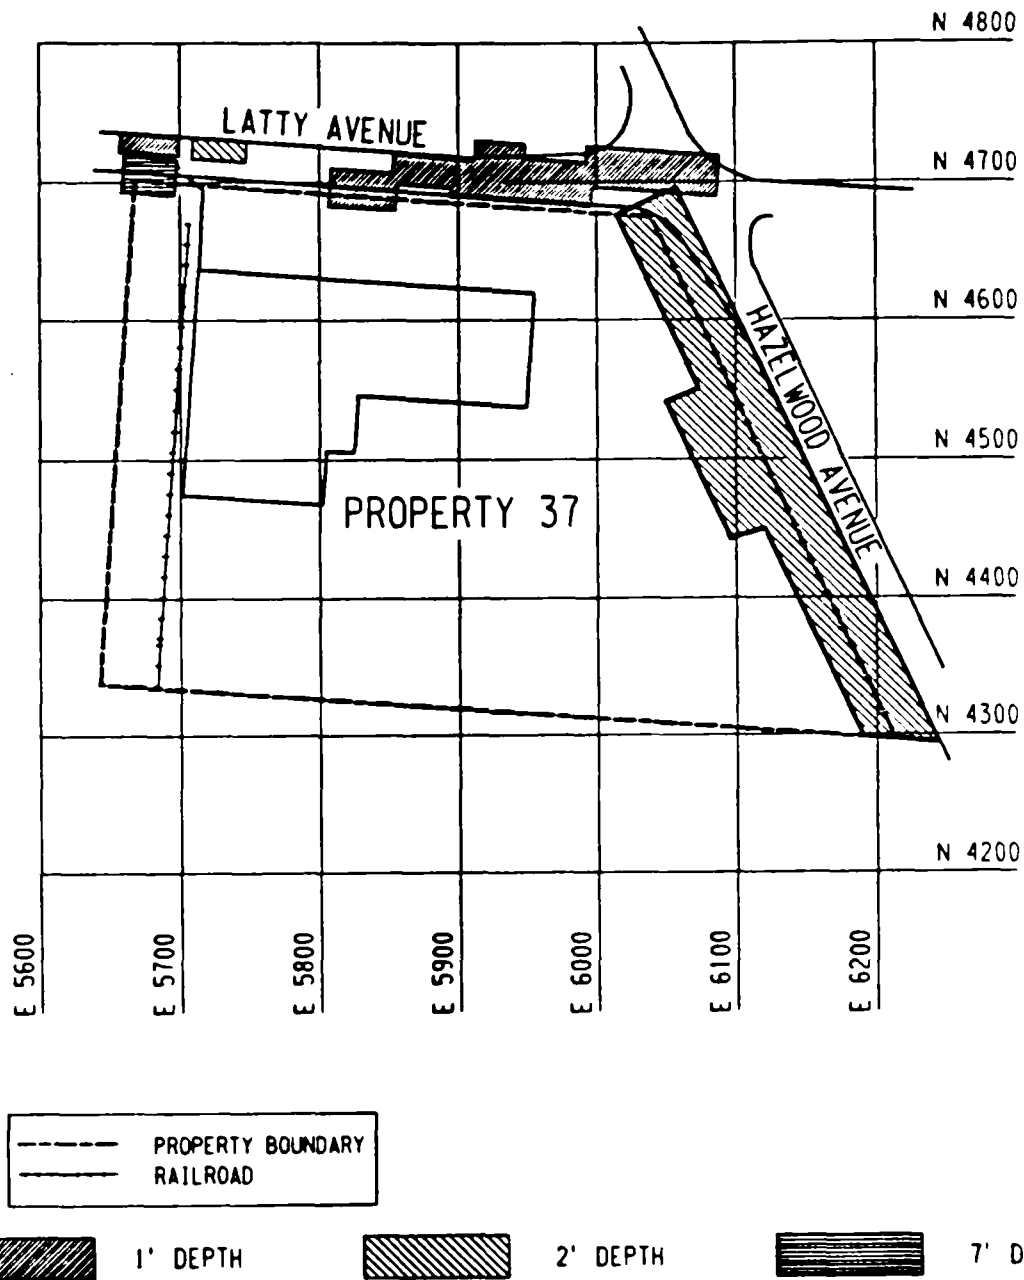 N 4800
LATTY AVENUE
N 4700
N 4600
HAZELWOOD AVENUE
N 4500
PROPERTY 37
N 4400
N 4300
N 4200
E 5600
E 5700
E 5800
E 5900
E 6000
E 6100
E 6200
PROPERTY BOUNDARY
RAILROAD
1' DEPTH
2' DEPTH
7' D